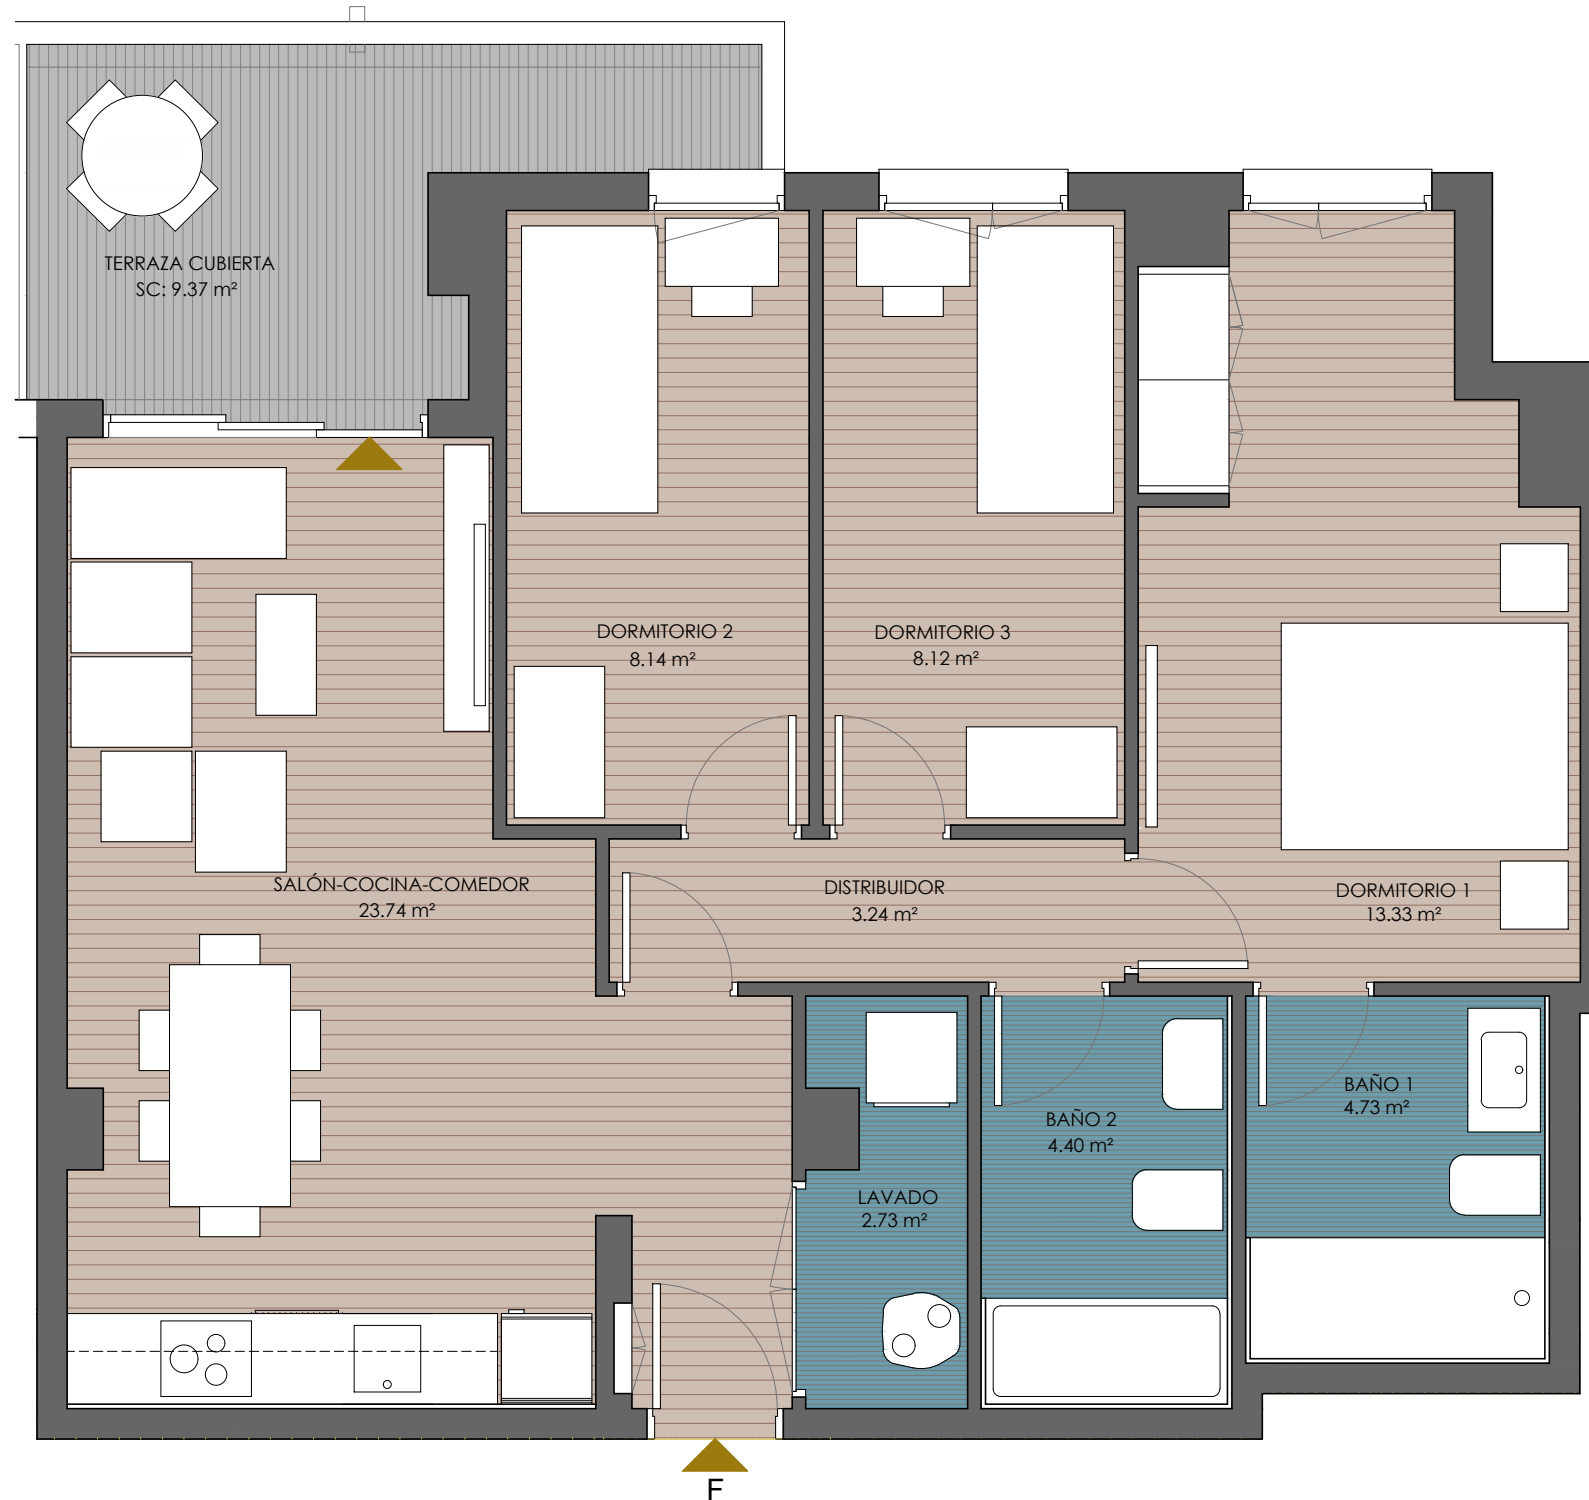 TERRAZA CUBIERTA
SC: 9.37 m²
DORMITORIO 2
8.14 m²
DORMITORIO 3
8.12 m²
SALÓN-COCINA-COMEDOR
23.74 m²
DISTRIBUIDOR
3.24 m²
DORMITORIO 1
13.33 m²
BAÑO 1
4.73 m²
BAÑO 2
4.40 m²
LAVADO
2.73 m²
F